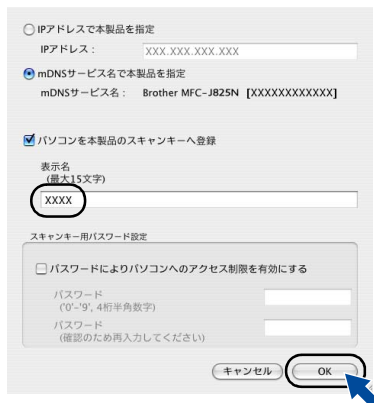 IPアドレスで本製品を指定
IPアドレス： XXX.XXX.XXX.XXX
mDNSサービス名で本製品を指定
mDNSサービス名： Brother MFC-J825N [XXXXXXXXXXXX]
パソコンを本製品のスキャンキーへ登録
表示名
(最大15文字)
XXXX
スキャンキー用パスワード設定
パスワードによりパソコンへのアクセス制限を有効にする
パスワード
('0'-'9', 4桁半角数字)
パスワード
(確認のため再入力してください)
キャンセル OK